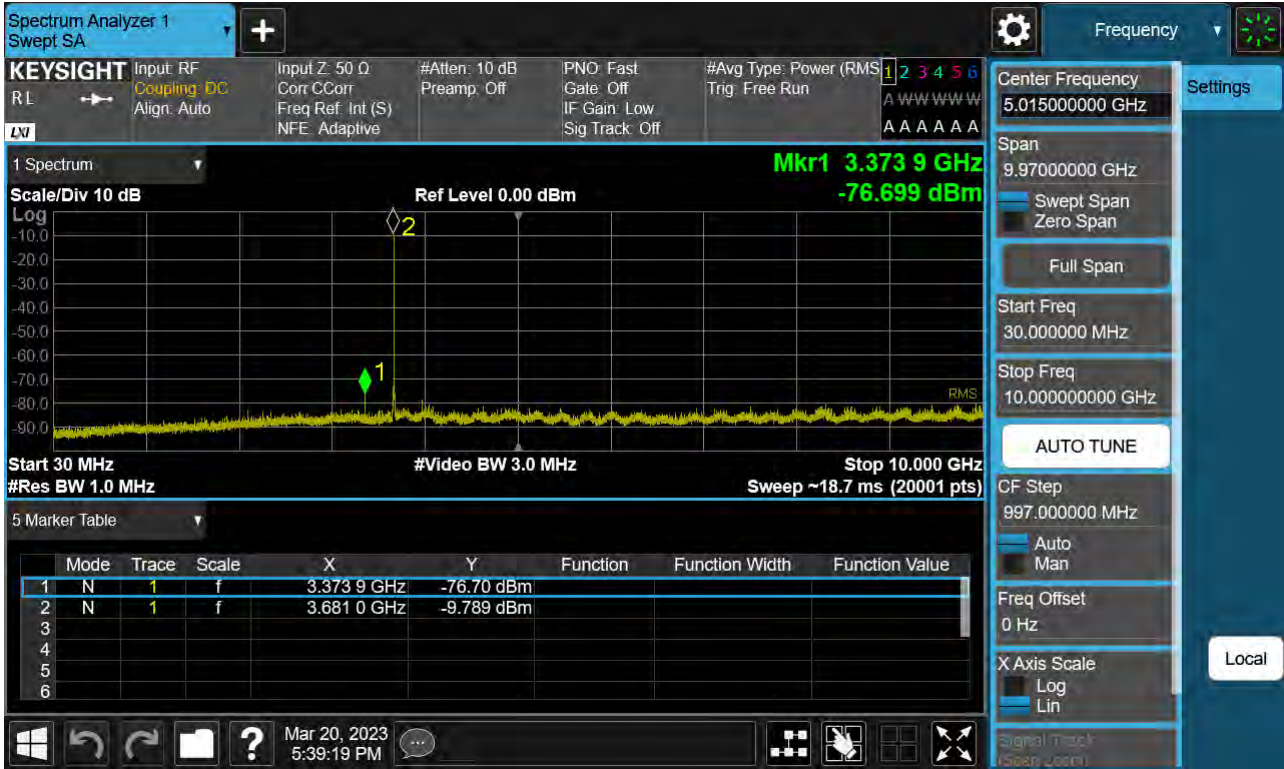 Spectrum Analyzer 1
Swept SA
+
Frequency
KEYSIGHT
RL
LXI
Input: RF
Coupling: DC
Align: Auto
Input Z: 50 Ω
Corr CCorr
Freq Ref: Int (S)
NFE: Adaptive
#Atten: 10 dB
Preamp: Off
PNO: Fast
Gate: Off
IF Gain: Low
Sig Track: Off
#Avg Type: Power (RMS
Trig: Free Run
1 2 3 4 5 6
A W W W W W
A A A A A A
1 Spectrum
Mkr1 3.373 9 GHz
-76.699 dBm
Scale/Div 10 dB
Ref Level 0.00 dBm
Log
-10.0
-20.0
-30.0
-40.0
-50.0
-60.0
-70.0
-80.0
-90.0
2
1
RMS
Start 30 MHz
#Video BW 3.0 MHz
Stop 10.000 GHz
#Res BW 1.0 MHz
Sweep ~18.7 ms (20001 pts)
5 Marker Table
Mode Trace Scale X Y Function Function Width Function Value
1 N 1 f 3.373 9 GHz -76.70 dBm
2 N 1 f 3.681 0 GHz -9.789 dBm
3
4
5
6
?
Mar 20, 2023
5:39:19 PM
Center Frequency
5.015000000 GHz
Span
9.97000000 GHz
Swept Span
Zero Span
Full Span
Start Freq
30.000000 MHz
Stop Freq
10.000000000 GHz
AUTO TUNE
CF Step
997.000000 MHz
Auto
Man
Freq Offset
0 Hz
X Axis Scale
Log
Lin
Signal Track
(Span Zoom)
Settings
Local